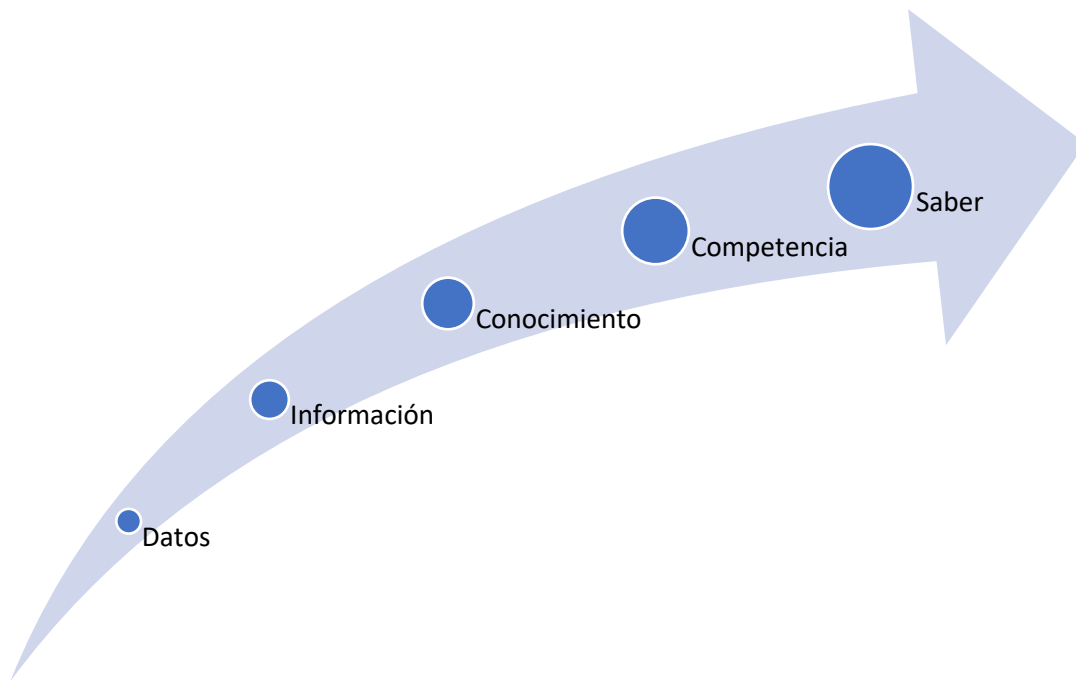 Saber
Competencia
Conocimiento
Información
Datos